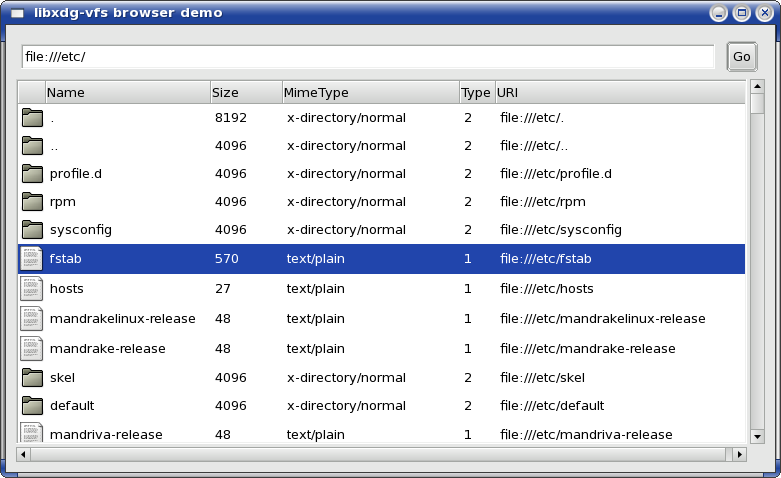 libxdg-vfs browser demo
file:///etc/ Go
Name Size MimeType Type URI
. 8192 x-directory/normal 2 file:///etc/.
.. 4096 x-directory/normal 2 file:///etc/..
profile.d 4096 x-directory/normal 2 file:///etc/profile.d
rpm 4096 x-directory/normal 2 file:///etc/rpm
sysconfig 4096 x-directory/normal 2 file:///etc/sysconfig
fstab 570 text/plain 1 file:///etc/fstab
hosts 27 text/plain 1 file:///etc/hosts
mandrakelinux-release 48 text/plain 1 file:///etc/mandrakelinux-release
mandrake-release 48 text/plain 1 file:///etc/mandrake-release
skel 4096 x-directory/normal 2 file:///etc/skel
default 4096 x-directory/normal 2 file:///etc/default
mandriva-release 48 text/plain 1 file:///etc/mandriva-release